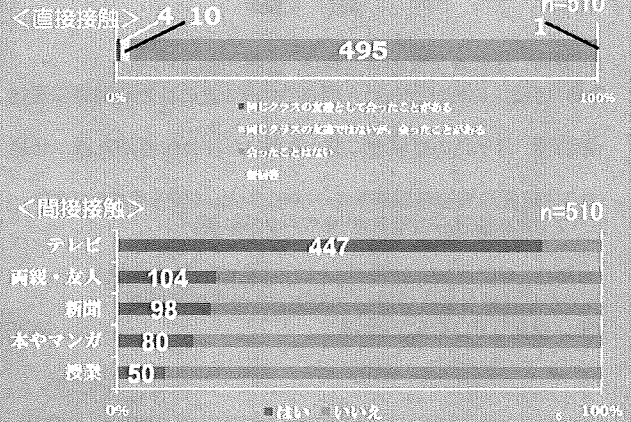 ＜直接接触＞ 4 10 n=510
1
495
0% 100%
■同じクラスの友達として会ったことがある
■同じクラスの友達ではないが、会ったことがある
会ったことはない
無回答
＜間接接触＞ n=510
テレビ 447
両親・友人 104
新聞 98
本やマンガ 80
授業 50
0% ■はい ■いいえ 6 100%